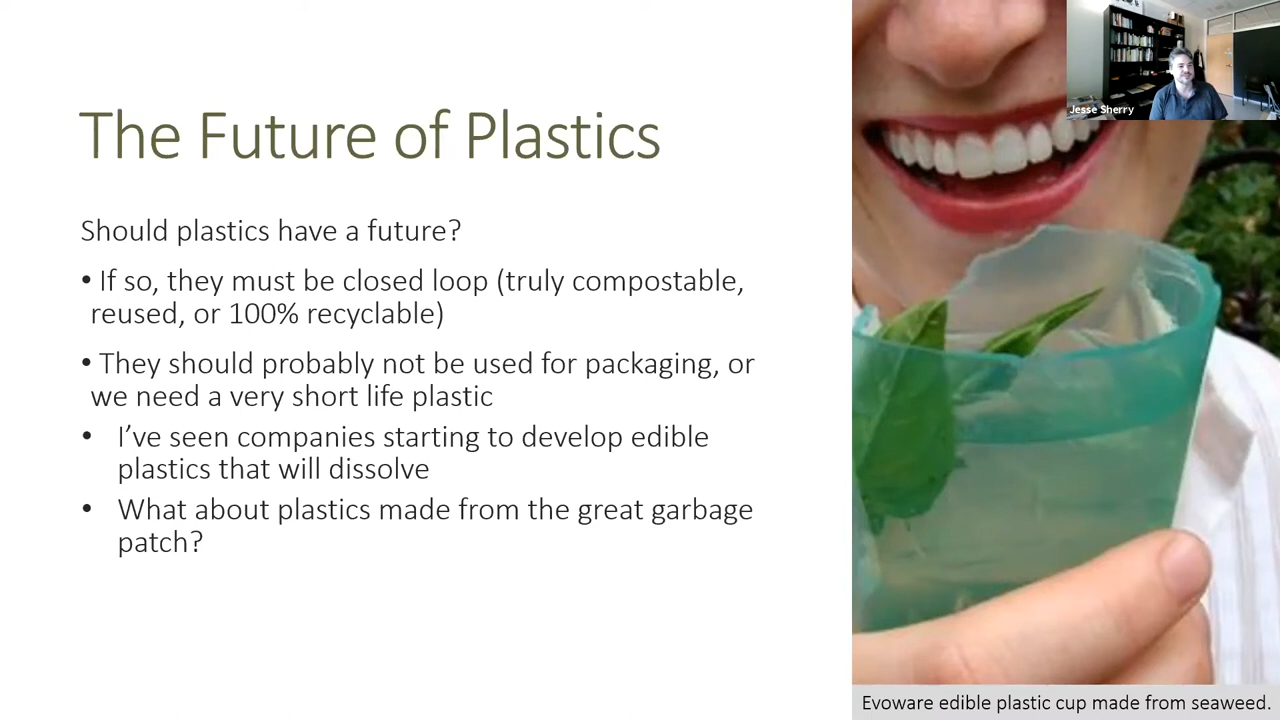 The Future of Plastics
Should plastics have a future?
• If so, they must be closed loop (truly compostable,
reused, or 100% recyclable)
• They should probably not be used for packaging, or
we need a very short life plastic
• I’ve seen companies starting to develop edible
plastics that will dissolve
• What about plastics made from the great garbage
patch?
Jesse Sherry
Evoware edible plastic cup made from seaweed.